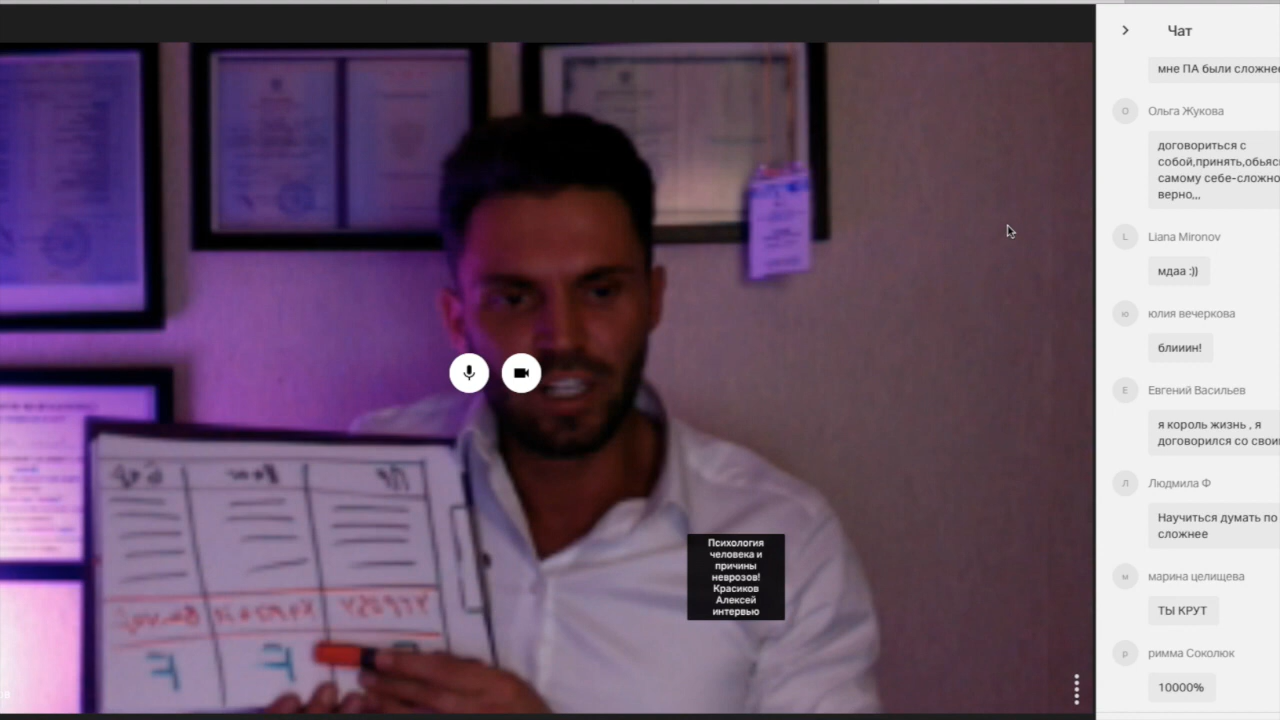 Чат
мне ПА были сложнее
Ольга Жукова
договориться с
собой,принять,обьяс
самому себе-сложно
верно,,,
Liana Mironov
мдаа :))
юлия вечеркова
блииин!
Евгений Васильев
я король жизнь , я
договорился со свои
Людмила Ф
Научиться думать по
сложнее
марина целищева
ТЫ КРУТ
римма Соколюк
10000%
Психология
человека и
причины
неврозов!
Красиков
Алексей
интервью